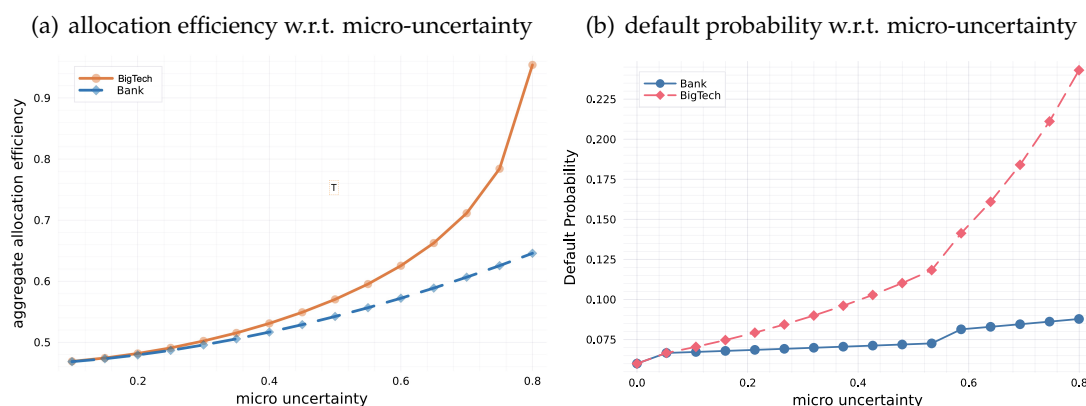 (a) allocation efficiency w.r.t. micro-uncertainty
BigTech
Bank
T
0.9
0.8
0.7
0.6
0.5
aggregate allocation efficiency
0.2 0.4 0.6 0.8
micro uncertainty
(b) default probability w.r.t. micro-uncertainty
Bank
BigTech
0.225
0.200
0.175
0.150
0.125
0.100
0.075
Default Probability
0.0 0.2 0.4 0.6 0.8
micro uncertainty